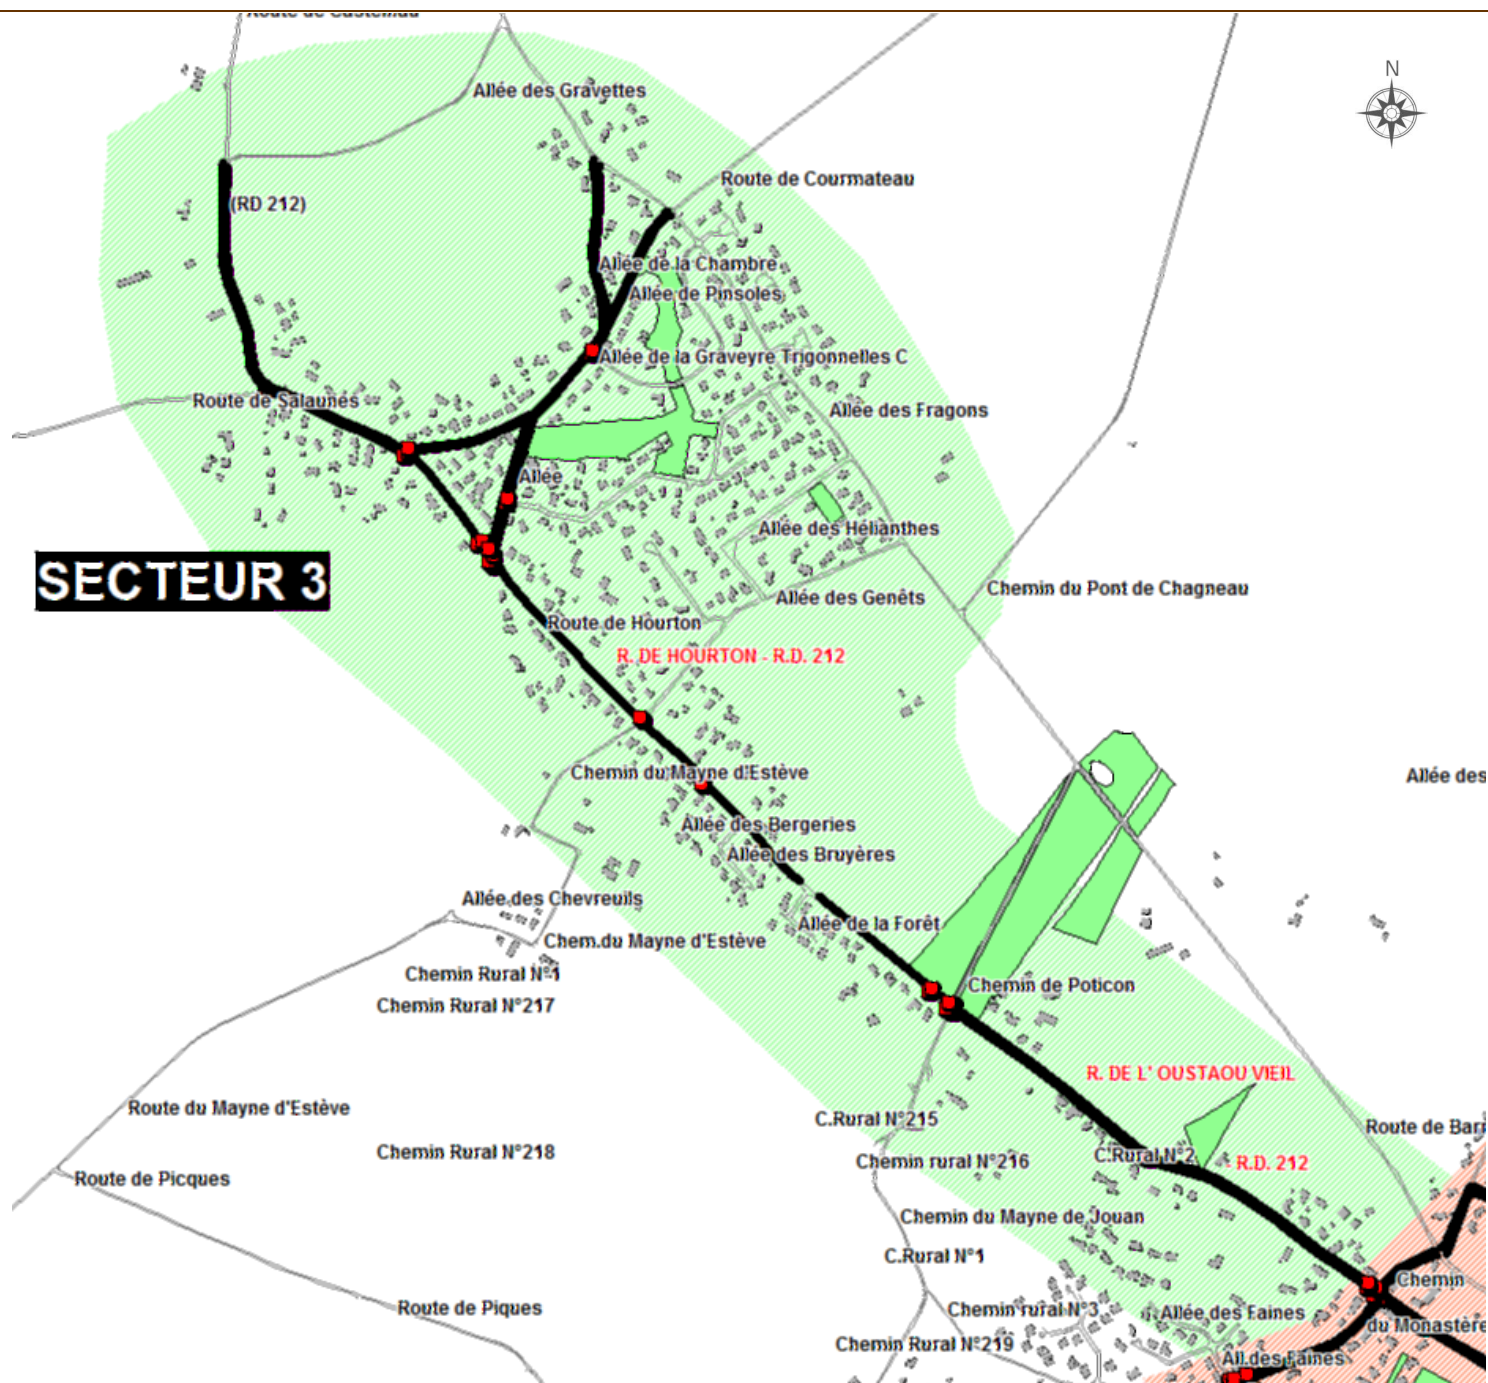 Route de Castelnau
N
Allée des Gravettes
Route de Courmateau
(RD 212)
Allée de la Chambre
Allée de Pinsoles
Allée de la Graveyre Trigonnelles C
Route de Salaunes
Allée des Fragons
Allée
Allée des Hélianthes
SECTEUR 3
Chemin du Pont de Chagneau
Allée des Genêts
Route de Hourton
R. DE HOURTON - R.D. 212
Chemin du Mayne d'Estève
Allée des
Allée des Bergeries
Allée des Bruyères
Allée des Chevreuils
Allée de la Forêt
Chem.du Mayne d'Estève
Chemin Rural N°1
Chemin de Poticon
Chemin Rural N°217
R. DE L' OUSTAOU VIEIL
Route du Mayne d'Estève
C.Rural N°215
Route de Barr
Chemin Rural N°218
C.Rural N°2
Chemin rural N°216
- R.D. 212
Route de Picques
Chemin du Mayne de Jouan
C.Rural N°1
Chemin
Route de Piques
Chemin rural N°3
Allée des Faines
du Monastère
Chemin Rural N°219
All.des Faines